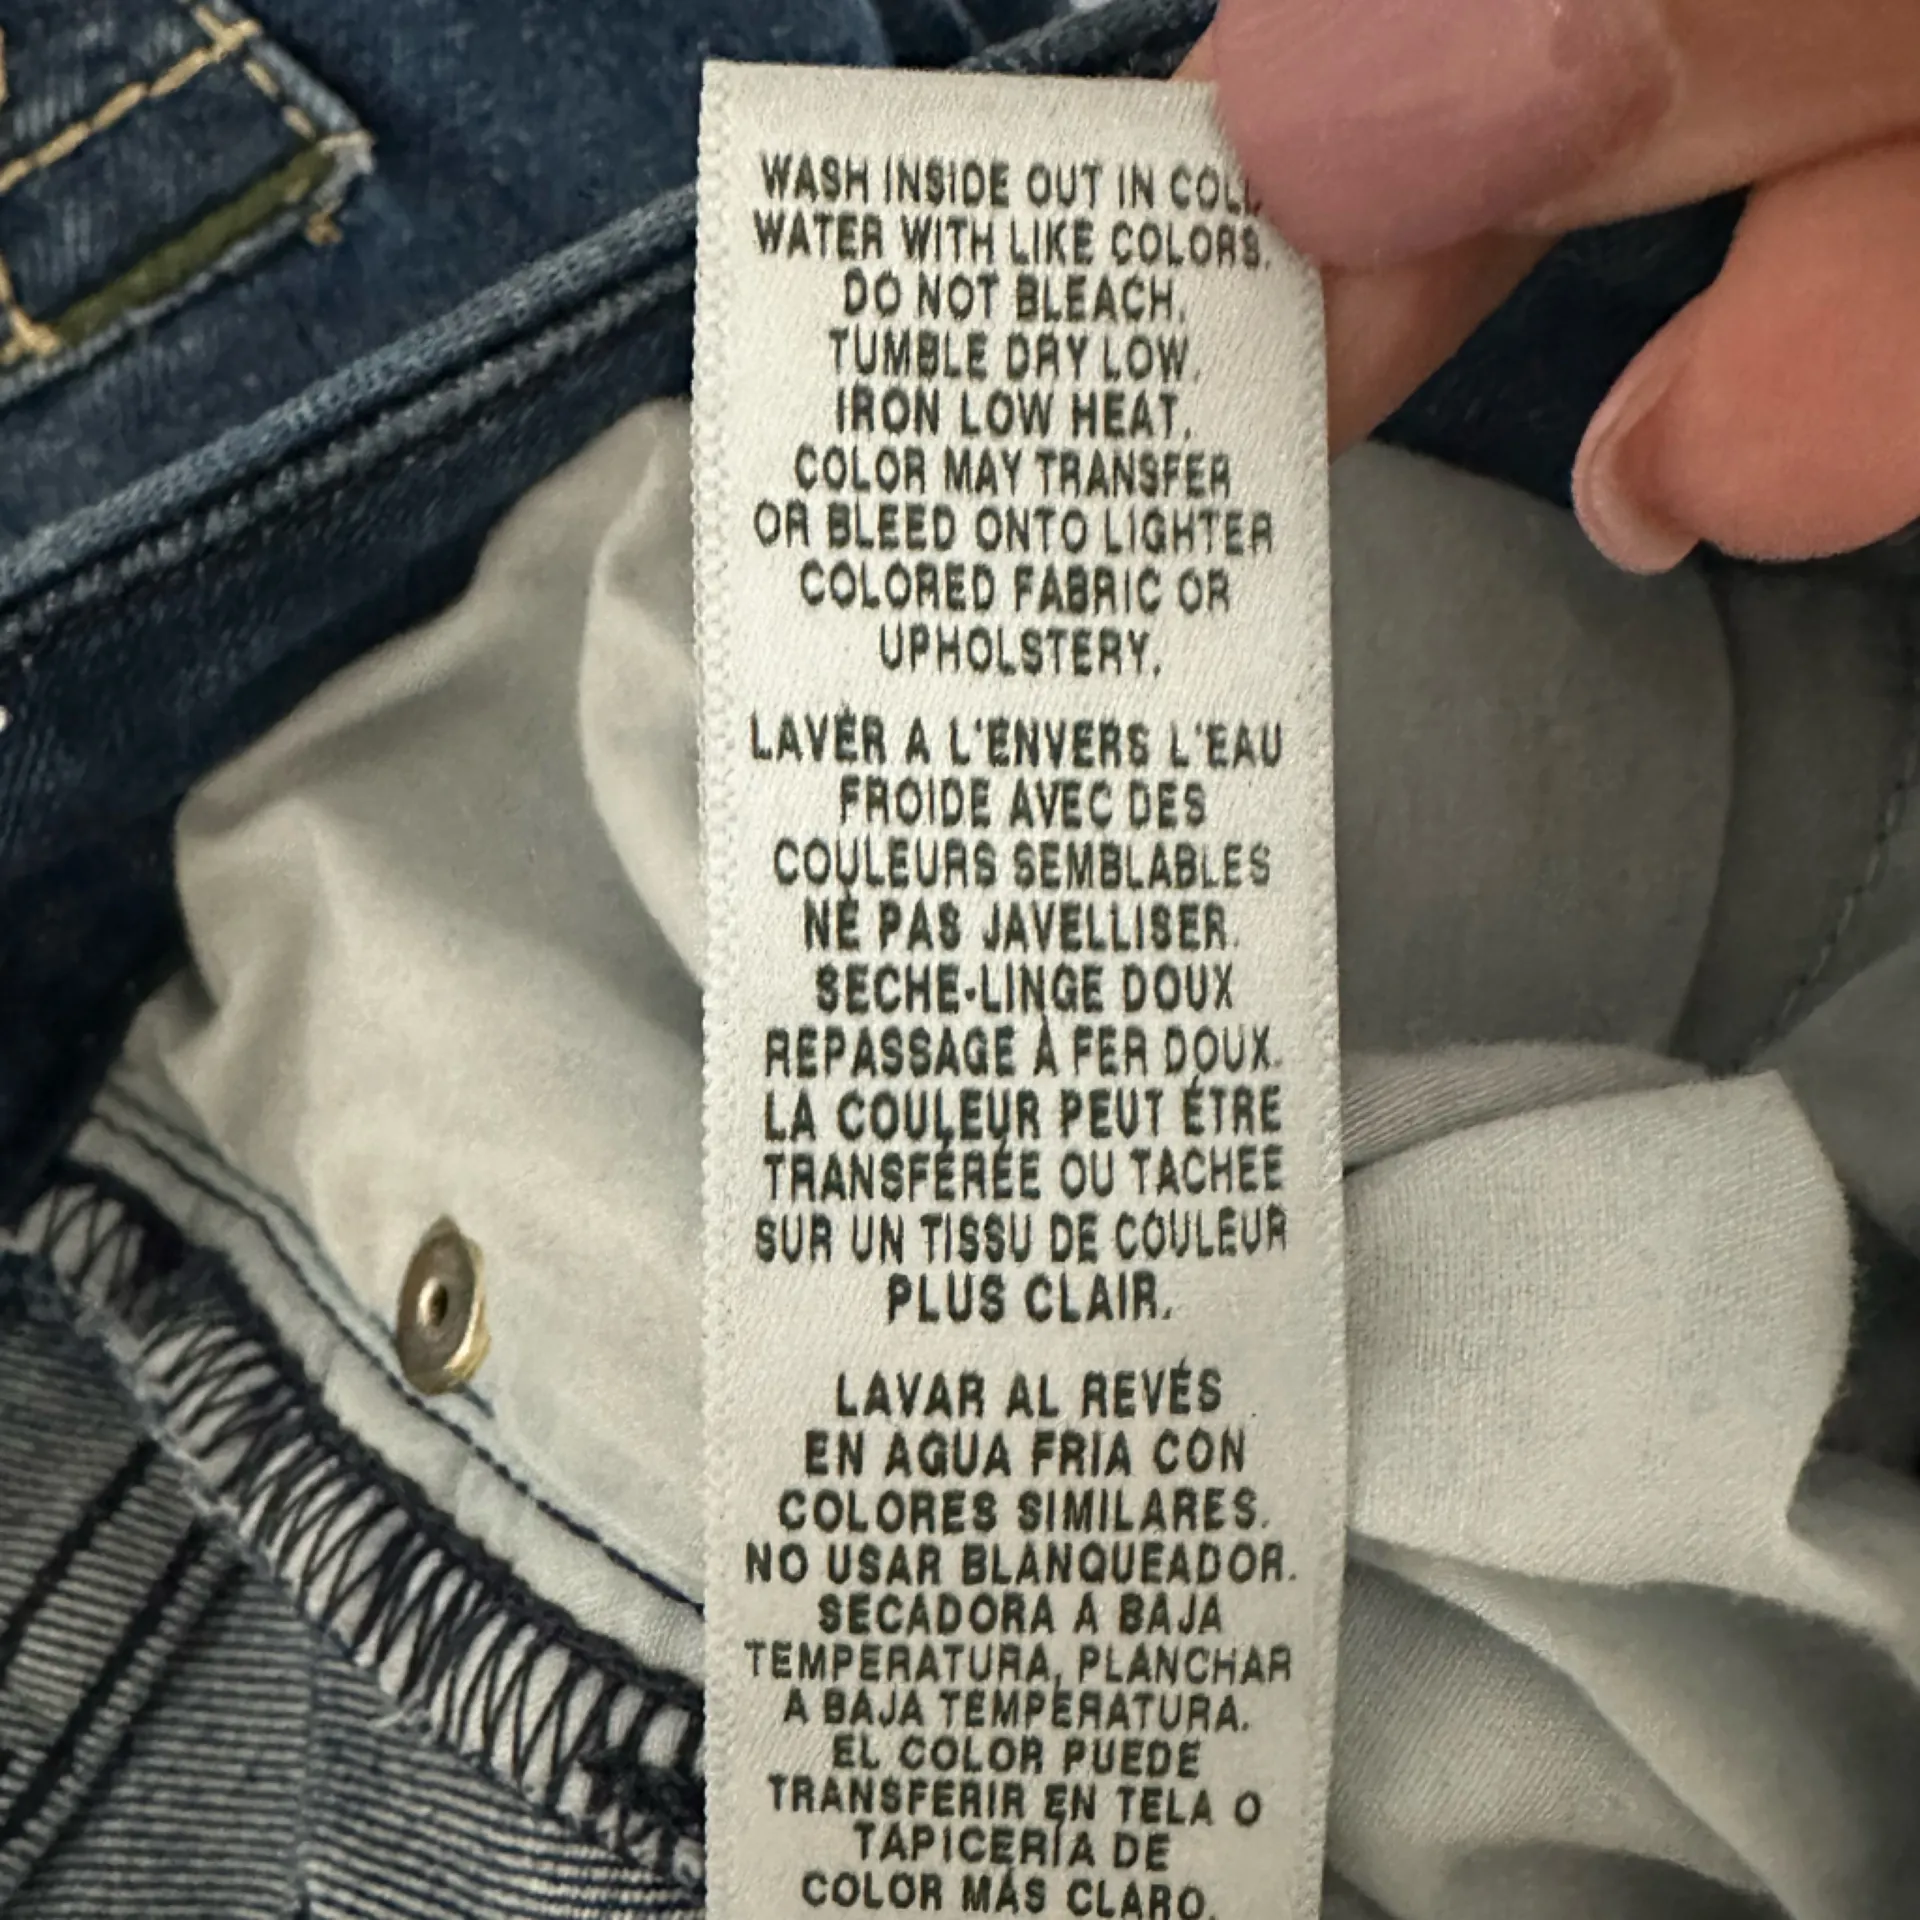 WASH INSIDE OUT IN COLD
WATER WITH LIKE COLORS.
DO NOT BLEACH.
TUMBLE DRY LOW.
IRON LOW HEAT.
COLOR MAY TRANSFER
OR BLEED ONTO LIGHTER
COLORED FABRIC OR
UPHOLSTERY.
LAVER A L'ENVERS L'EAU
FROIDE AVEC DES
COULEURS SEMBLABLES
NE PAS JAVELLISER.
SECHE-LINGE DOUX
REPASSAGE À FER DOUX.
LA COULEUR PEUT ÉTRE
TRANSFÉRÉE OU TACHEE
SUR UN TISSU DE COULEUR
PLUS CLAIR.
LAVAR AL REVÉS
EN AGUA FRIA CON
COLORES SIMILARES.
NO USAR BLANQUEADOR.
SECADORA A BAJA
TEMPERATURA, PLANCHAR
A BAJA TEMPERATURA.
EL COLOR PUEDE
TRANSFERIR EN TELA O
TAPICERÍA DE
COLOR MÁS CLARO.